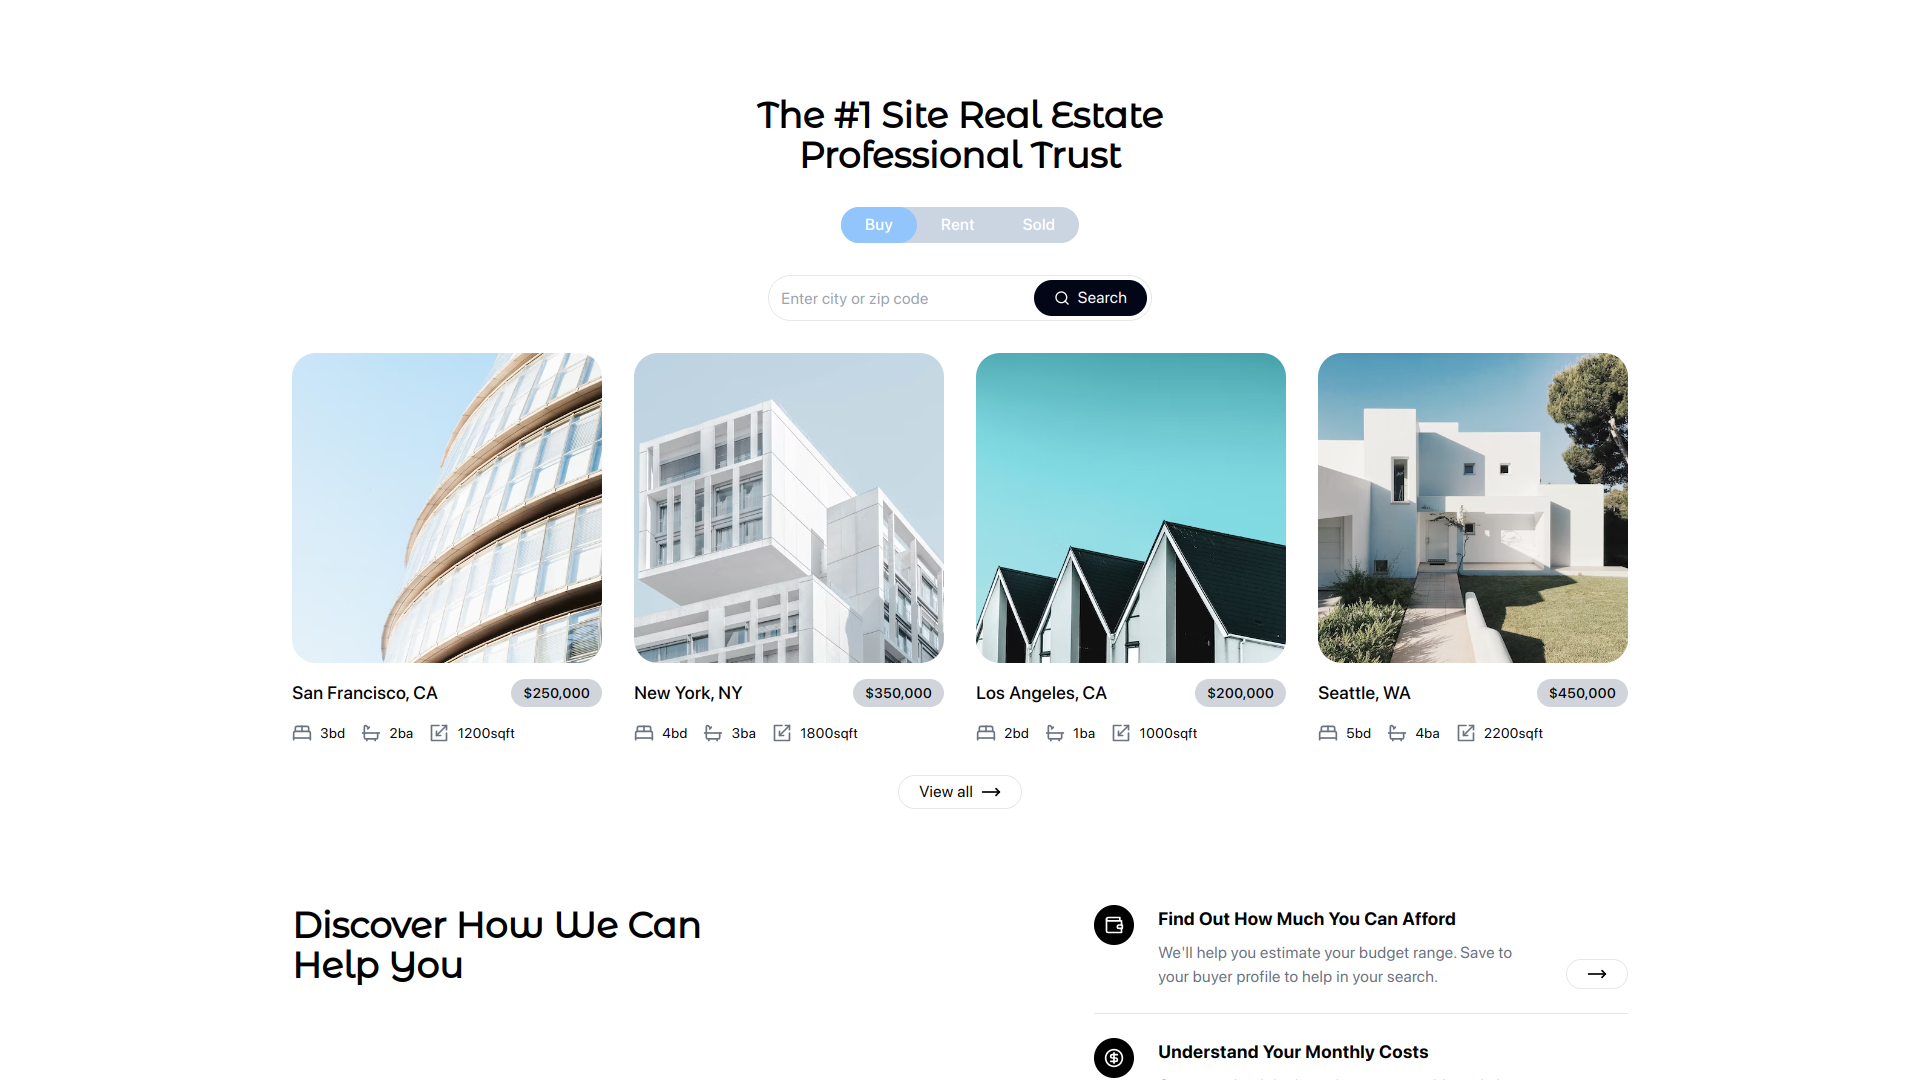 The #1 Site Real Estate
Professional Trust
Buy Rent Sold
Enter city or zip code Search
San Francisco, CA $250,000
3bd 2ba 1200sqft
New York, NY $350,000
4bd 3ba 1800sqft
Los Angeles, CA $200,000
2bd 1ba 1000sqft
Seattle, WA $450,000
5bd 4ba 2200sqft
View all
Discover How We Can
Help You
Find Out How Much You Can Afford
We'll help you estimate your budget range. Save to
your buyer profile to help in your search.
Understand Your Monthly Costs